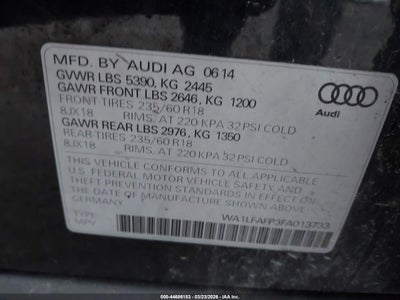 MFD. BY AUDI AG 06 14
GVWR LBS 5390, KG 2445
GAWR FRONT LBS 2646, KG 1200
FRONT TIRES 235/60 R18
8JX18 RIMS, AT 220 KPA 32 PSI COLD
GAWR REAR LBS 2976, KG 1350
REAR TIRES 235/60 R18
8JX18 RIMS, AT 220 KPA 32 PSI COLD
THIS VEHICLE CONFORMS TO ALL APPLICABLE
U.S. FEDERAL MOTOR VEHICLE SAFETY AND
THEFT PREVENTION STANDARDS IN EFFECT ON
THE DATE OF MANUFACTURE SHOWN ABOVE.
GERMANY
TYPE
MPV
WA1LFAFP3FA013733
Audi
000-44686163 - 03/23/2026 - 0000